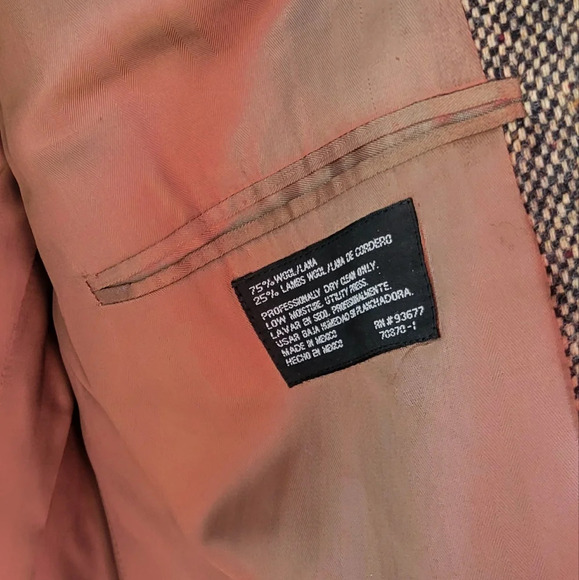 75% WOOL/LANA
25% LAMBS WOOL/LANA DE CORDERO
PROFESSIONALLY DRY CLEAN ONLY.
LOW MOISTURE. UTILITY PRESS.
LAVAR EN SECO, PROFESIONALMENTE.
USAR BAJA HUMEDAD SI PLANCHADORA.
MADE IN MEXICO RN#93677
HECHO EN MEXICO 70870-1